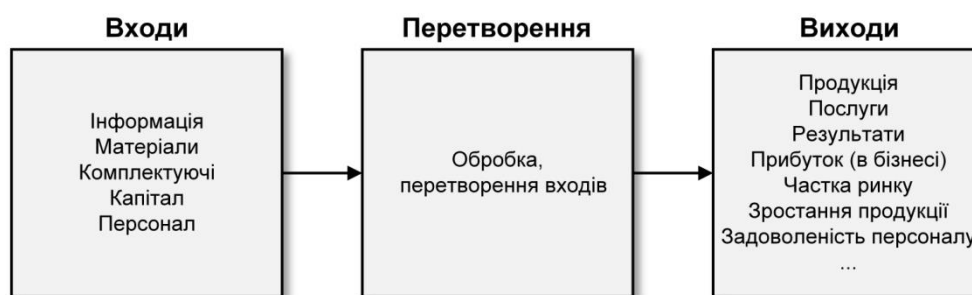 Входи
Інформація
Матеріали
Комплектуючі
Капітал
Персонал
Перетворення
Обробка,
перетворення входів
Виходи
Продукція
Послуги
Результати
Прибуток (в бізнесі)
Частка ринку
Зростання продукції
Задоволеність персоналу
...